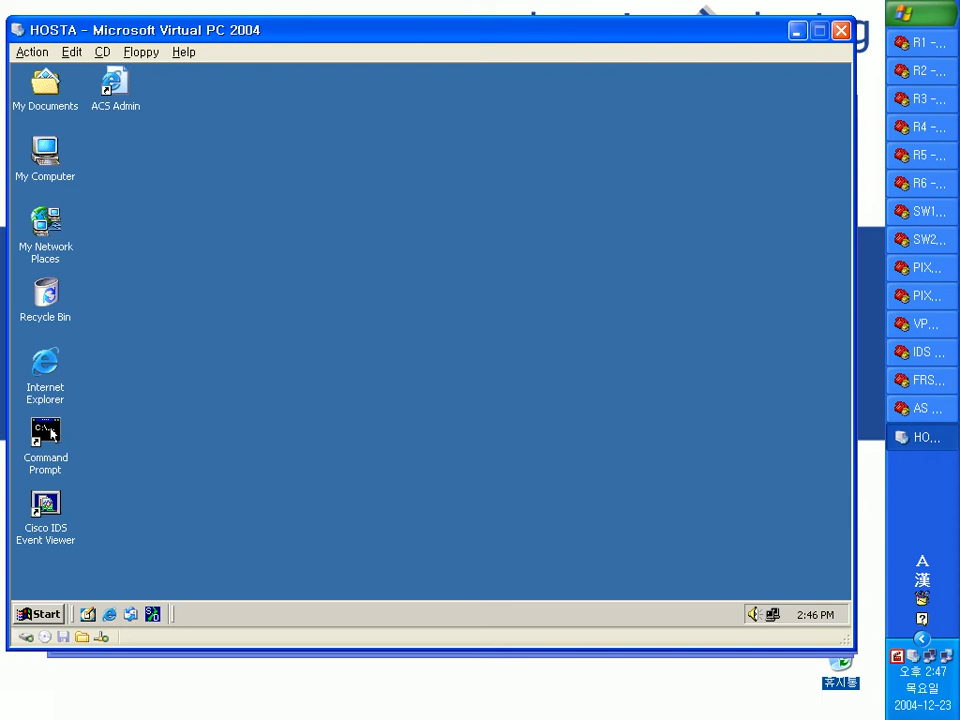 HOSTA - Microsoft Virtual PC 2004
Action Edit CD Floppy Help
My Documents
ACS Admin
My Computer
My Network
Places
Recycle Bin
Internet
Explorer
C:\..
Command
Prompt
Cisco IDS
Event Viewer
Start
2:46 PM
R1 -...
R2 -...
R3 -...
R4 -...
R5 -...
R6 -...
SW1...
SW2...
PIX...
PIX...
VP...
IDS ...
FRS...
AS ...
HO...
A
漢
?
오후 2:47
목요일
2004-12-23
휴지통